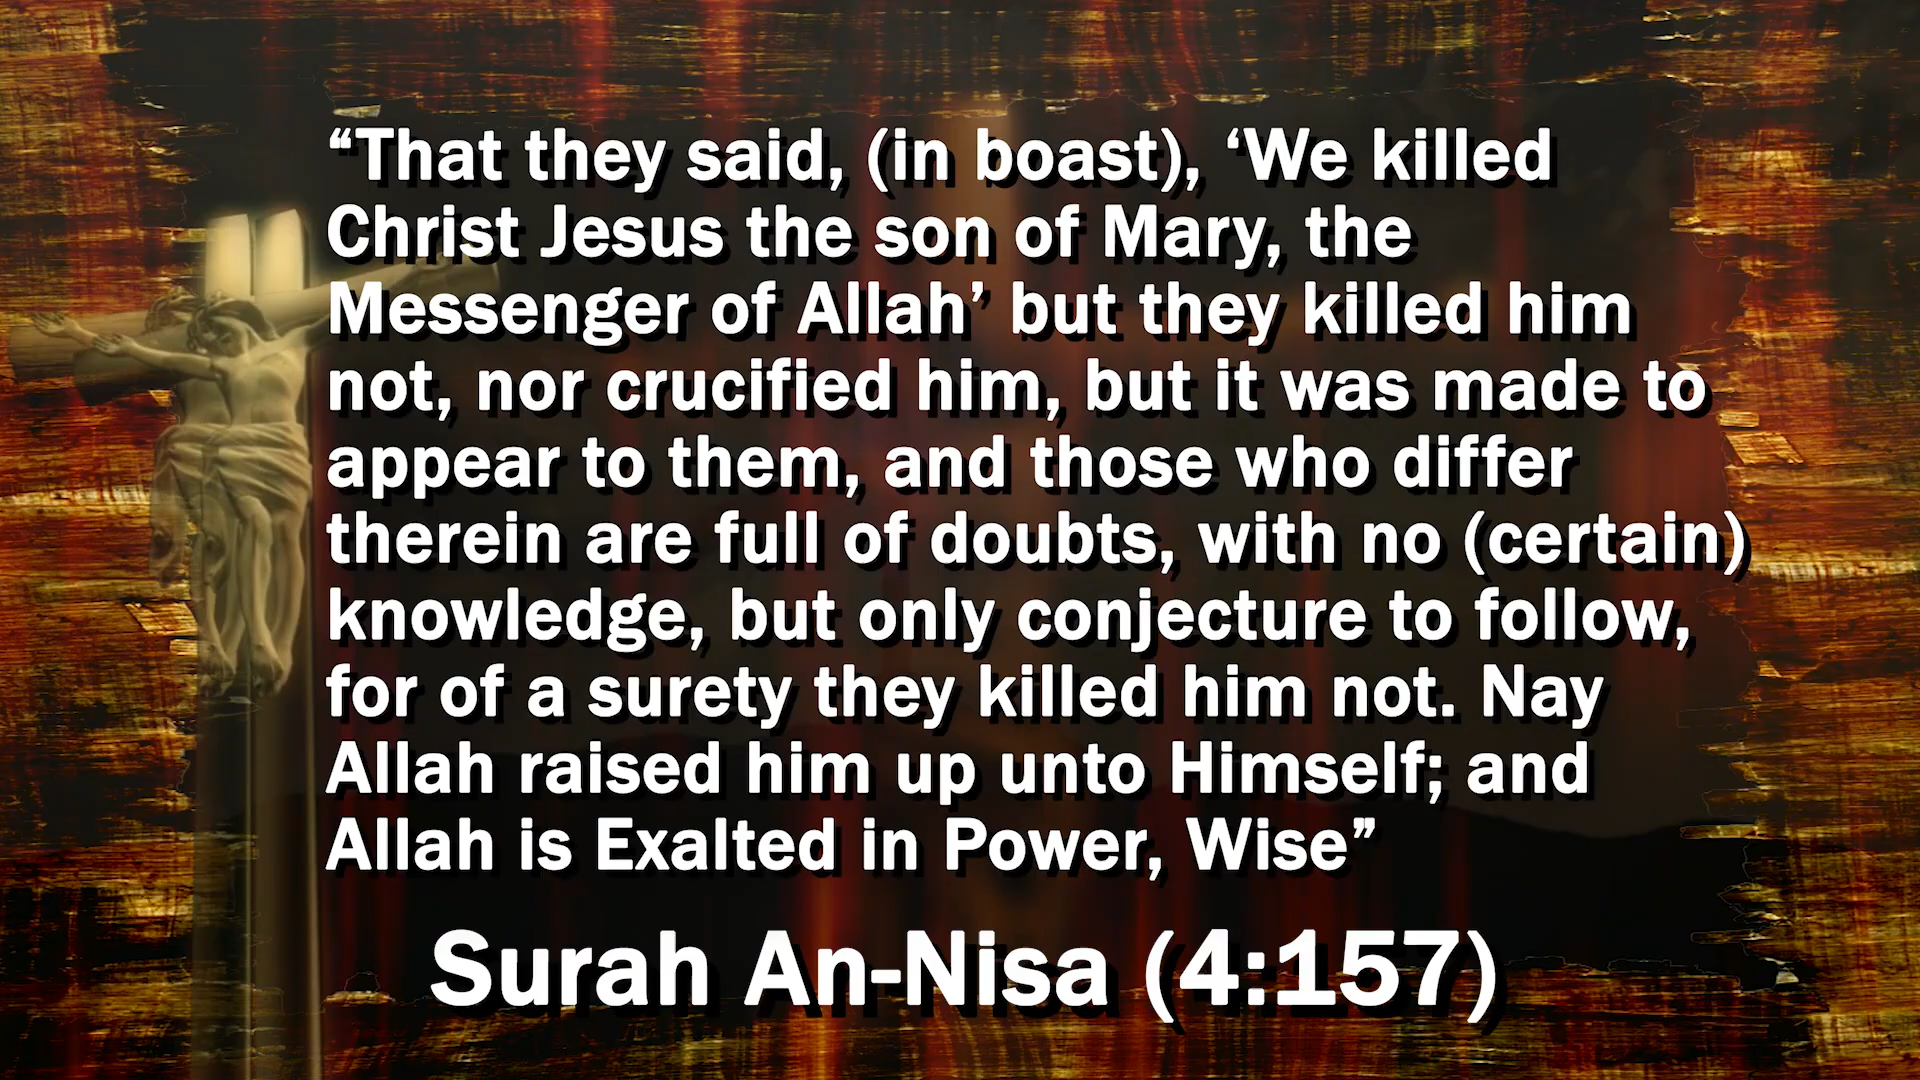 “That they said, (in boast), ‘We killed
Christ Jesus the son of Mary, the
Messenger of Allah’ but they killed him
not, nor crucified him, but it was made to
appear to them, and those who differ
therein are full of doubts, with no (certain)
knowledge, but only conjecture to follow,
for of a surety they killed him not. Nay
Allah raised him up unto Himself; and
Allah is Exalted in Power, Wise”
Surah An-Nisa (4:157)